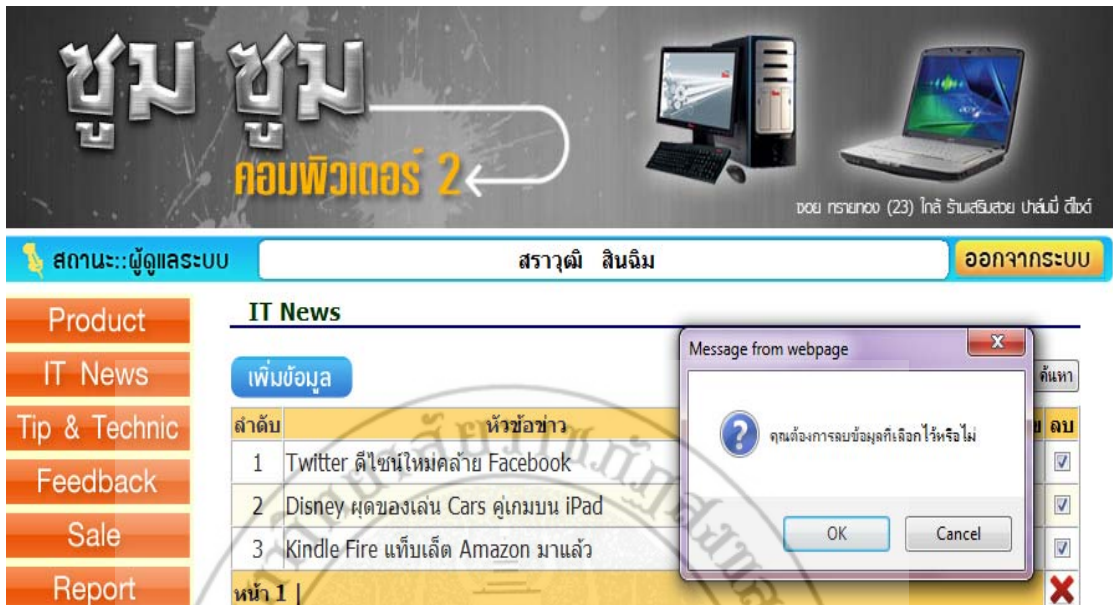 ซูม ซูม
คอมพิวเตอร์ 2
ซอย ทรายทอง (23) ใกล้ ร้านเสริมสวย ปาล์มมี่ ดีไซด์
สถานะ::ผู้ดูแลระบบ
สราวุฒิ สินฉิม
ออกจากระบบ
Product
IT News
Tip & Technic
Feedback
Sale
Report
IT News
เพิ่มข้อมูล
ค้นหา
ลำดับ หัวข้อข่าว ลบ
1 Twitter ดีไซน์ใหม่คล้าย Facebook
2 Disney ผุดของเล่น Cars คู่เกมบน iPad
3 Kindle Fire แท็บเล็ต Amazon มาแล้ว
หน้า 1 |
Message from webpage
คุณต้องการลบข้อมูลที่เลือกไว้หรือไม่
OK
Cancel